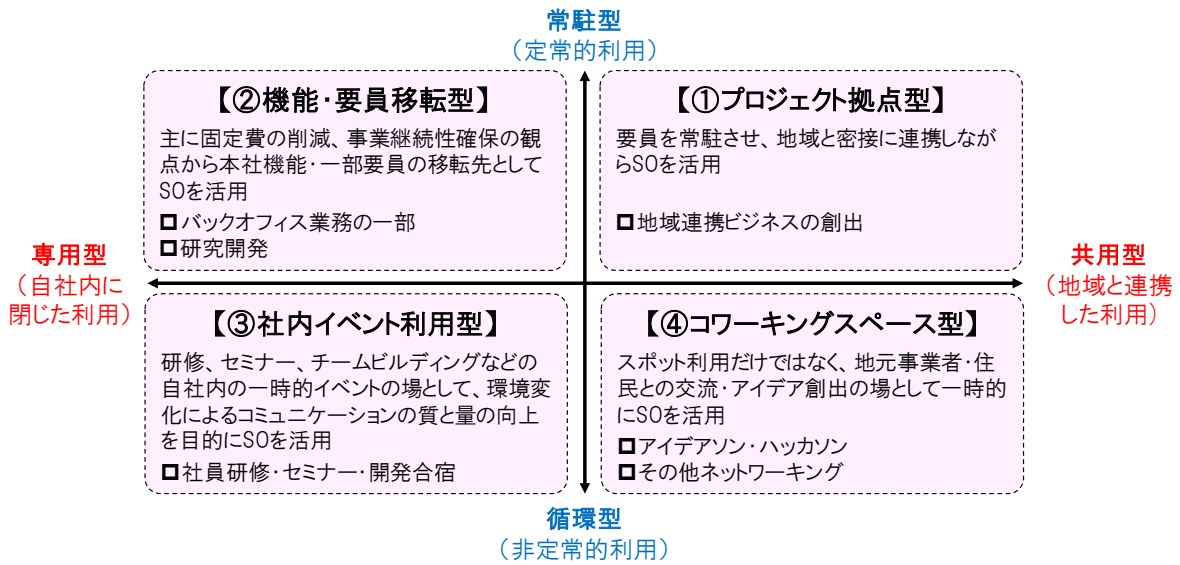 常駐型
（定常的利用）
【②機能・要員移転型】
主に固定費の削減、事業継続性確保の観
点から本社機能・一部要員の移転先として
SOを活用
バックオフィス業務の一部
研究開発
【①プロジェクト拠点型】
要員を常駐させ、地域と密接に連携しなが
らSOを活用
地域連携ビジネスの創出
専用型
（自社内に
閉じた利用）
共用型
（地域と連携
した利用）
【③社内イベント利用型】
研修、セミナー、チームビルディングなどの
自社内の一時的イベントの場として、環境変
化によるコミュニケーションの質と量の向上
を目的にSOを活用
社員研修・セミナー・開発合宿
【④コワーキングスペース型】
スポット利用だけではなく、地元事業者・住
民との交流・アイデア創出の場として一時的
にSOを活用
アイデアソン・ハッカソン
その他ネットワーキング
循環型
（非定常的利用）